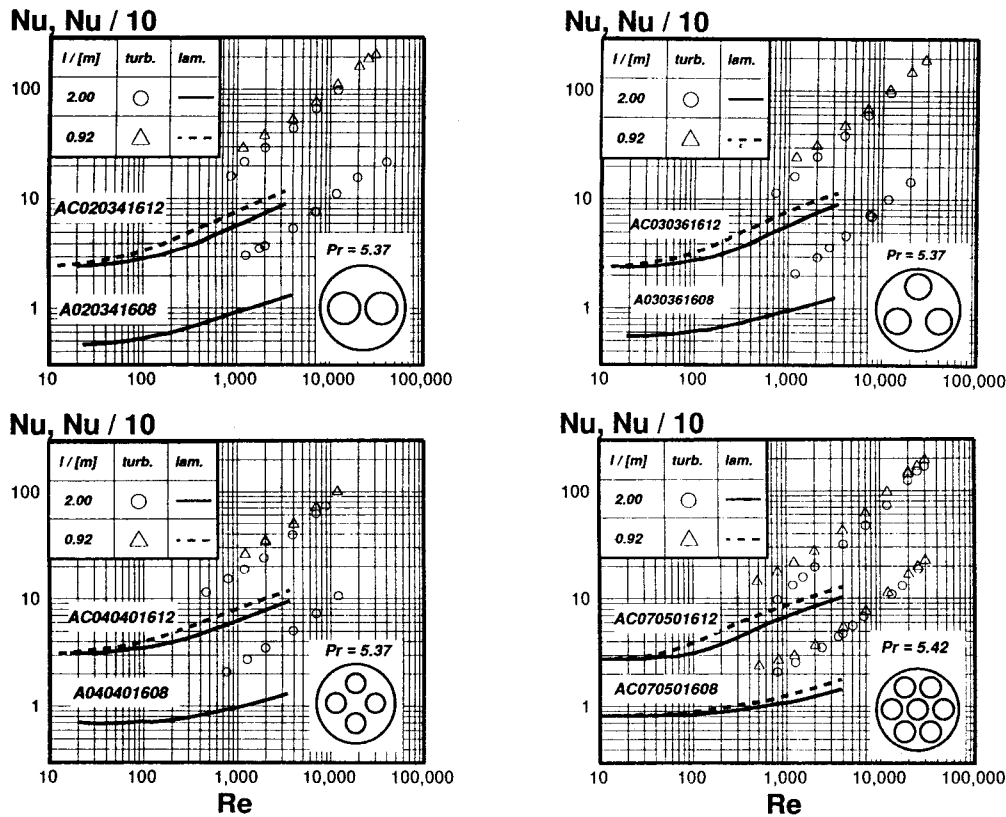 Nu, Nu / 10
l / [m] turb. lam.
2.00
0.92
100
10
1
AC020341612
A020341608
Pr = 5.37
10 100 1,000 10,000 100,000
Nu, Nu / 10
l / [m] turb. lam.
2.00
0.92
100
10
1
AC030361612
A030361608
Pr = 5.37
10 100 1,000 10,000 100,000
Nu, Nu / 10
l / [m] turb. lam.
2.00
0.92
100
10
1
AC040401612
A040401608
Pr = 5.37
10 100 1,000 10,000 100,000
Re
Nu, Nu / 10
l / [m] turb. lam.
2.00
0.92
100
10
1
AC070501612
AC070501608
Pr = 5.42
10 100 1,000 10,000 100,000
Re